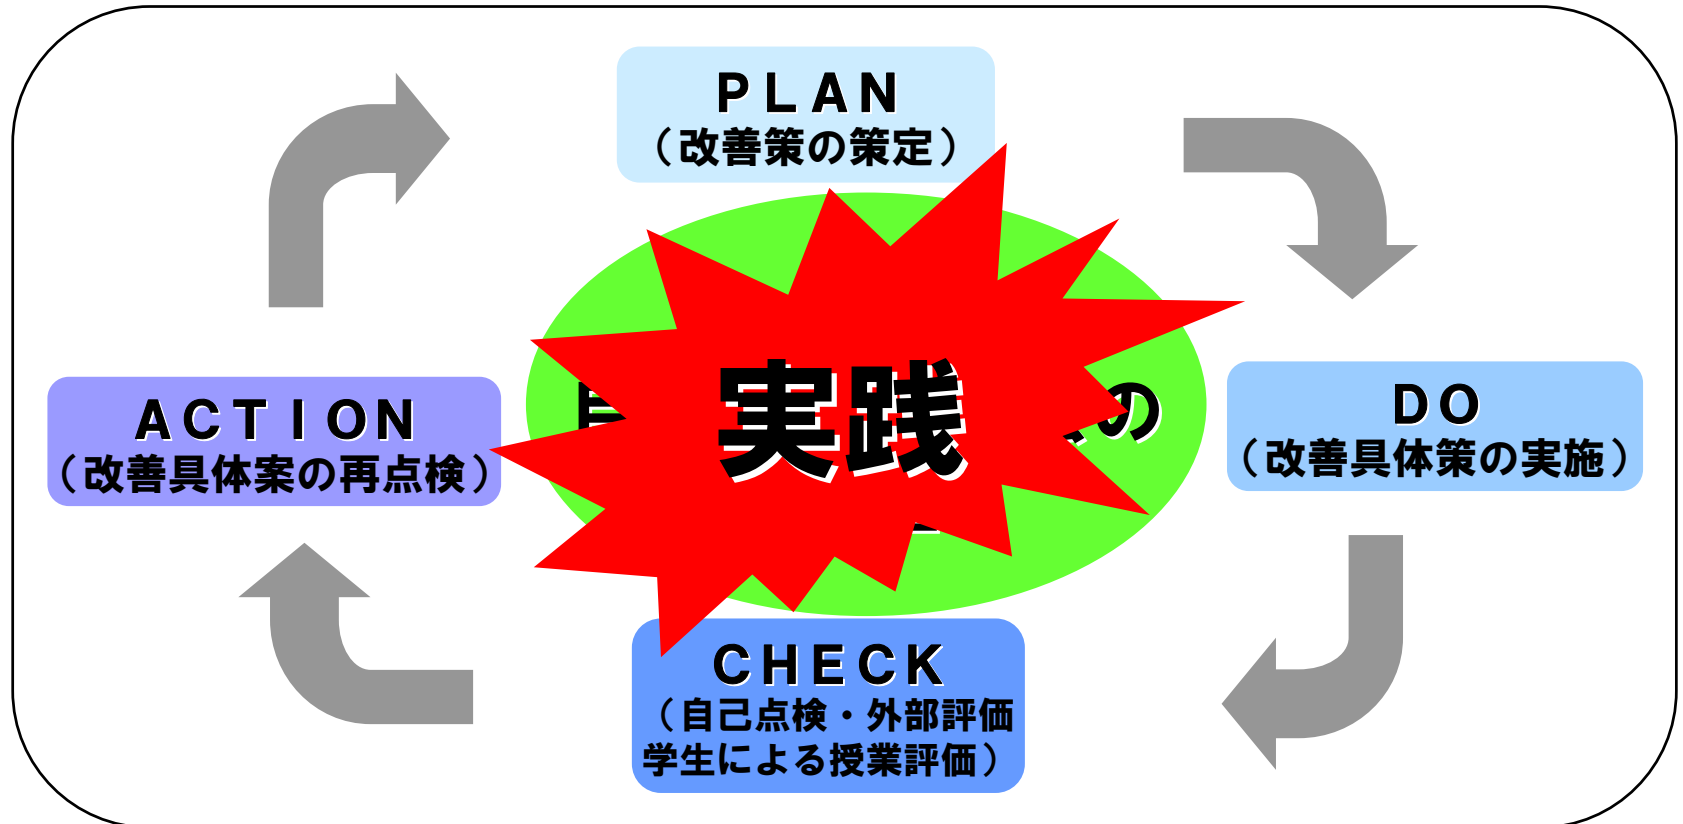 ＰＬＡＮ
（改善策の策定）
実践
の
ＡＣＴＩＯＮ
（改善具体案の再点検）
ＤＯ
（改善具体策の実施）
ＣＨＥＣＫ
（自己点検・外部評価
学生による授業評価）